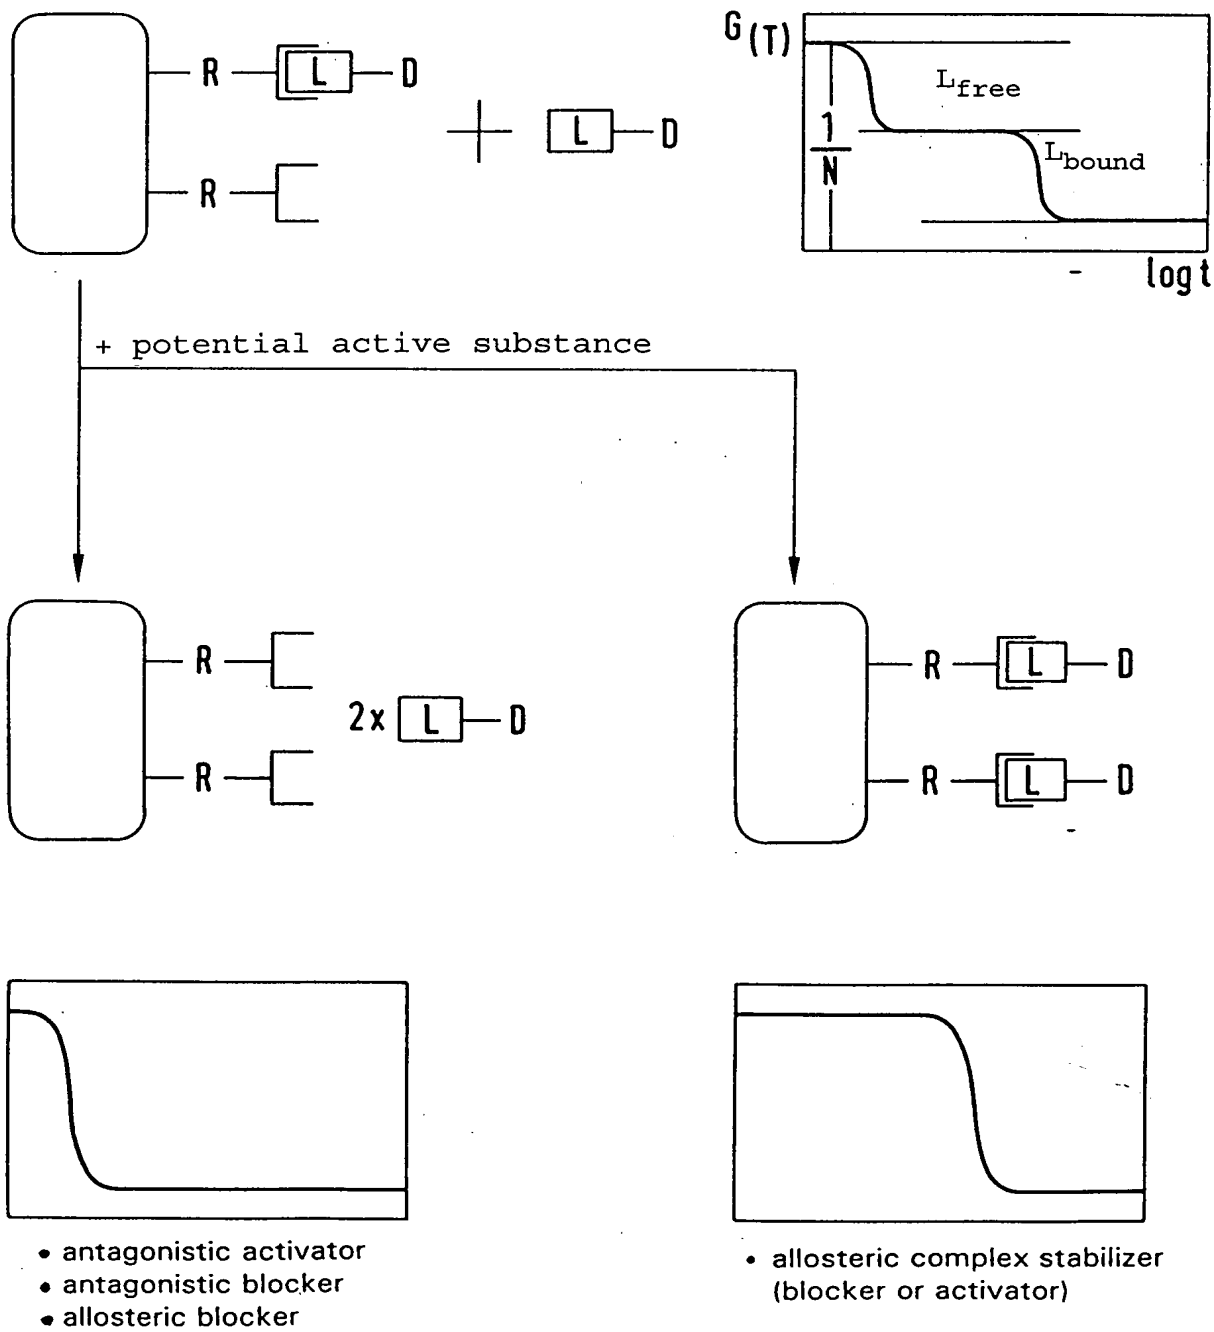 R L D
L D
R
G(T)
Lfree
1
N
Lbound
log t
+ potential active substance
R
2x L D
R
R L D
R L D
• antagonistic activator
• antagonistic blocker
• allosteric blocker
• allosteric complex stabilizer
(blocker or activator)